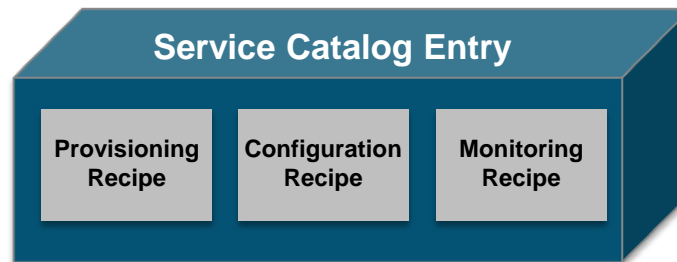 Service Catalog Entry
Provisioning
Recipe
Configuration
Recipe
Monitoring
Recipe